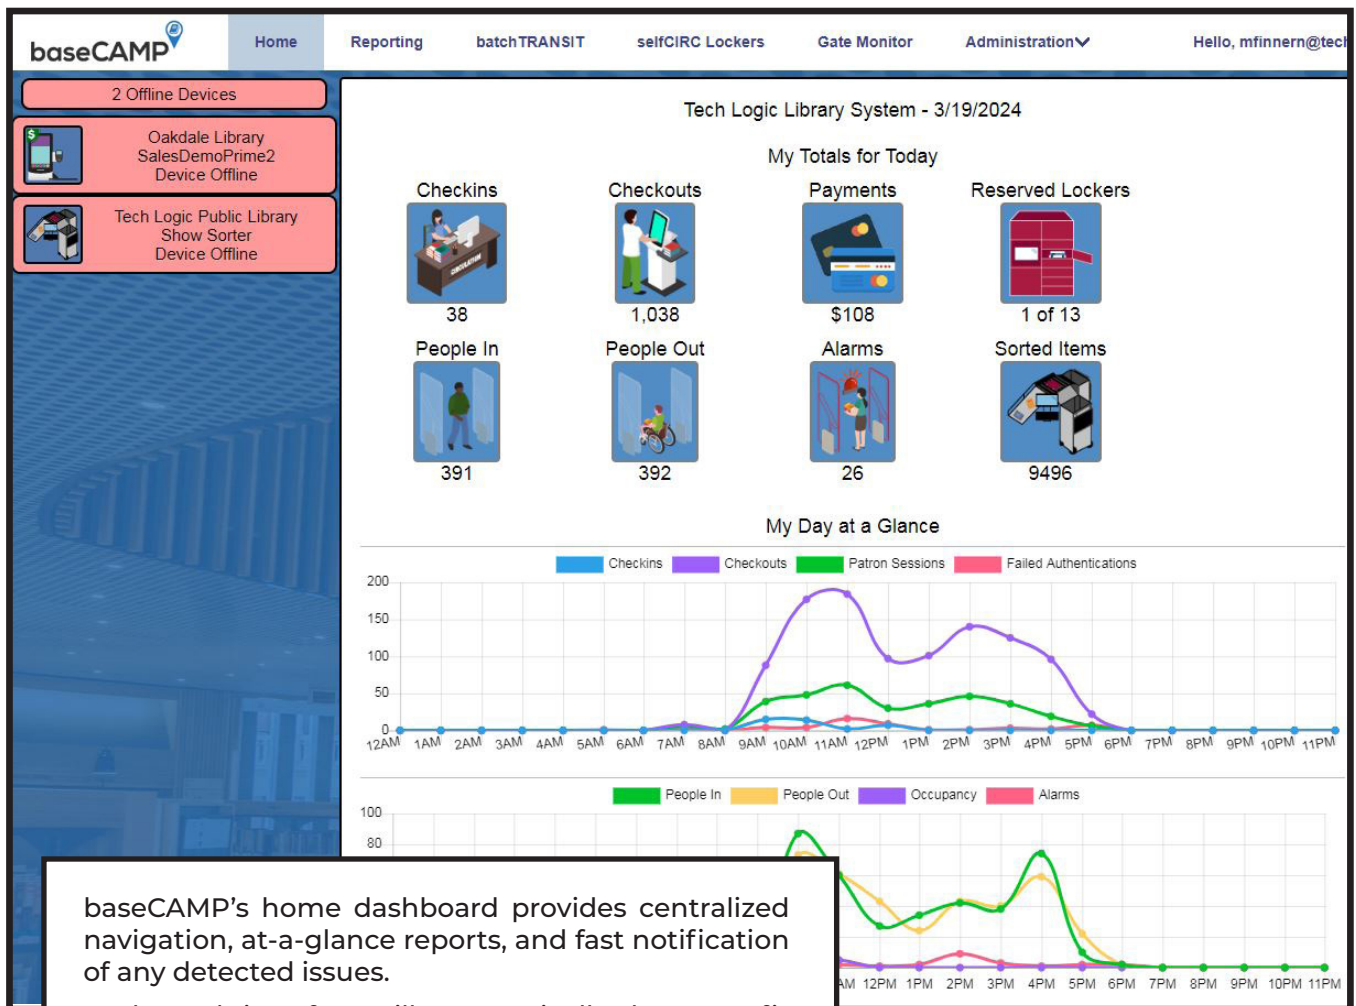 baseCAMP
Home Reporting batchTRANSIT selfCIRC Lockers Gate Monitor Administration Hello, mfinnern@tech
2 Offline Devices
Oakdale Library
SalesDemoPrime2
Device Offline
Tech Logic Public Library
Show Sorter
Device Offline
Tech Logic Library System - 3/19/2024
My Totals for Today
Checkins Checkouts Payments Reserved Lockers
CIRCULATION
38 1,038 $108 1 of 13
People In People Out Alarms Sorted Items
391 392 26 9496
My Day at a Glance
Checkins Checkouts Patron Sessions Failed Authentications
200
150
100
50
0
12AM 1AM 2AM 3AM 4AM 5AM 6AM 7AM 8AM 9AM 10AM 11AM 12PM 1PM 2PM 3PM 4PM 5PM 6PM 7PM 8PM 9PM 10PM 11PM
People In People Out Occupancy Alarms
100
80
AM 12PM 1PM 2PM 3PM 4PM 5PM 6PM 7PM 8PM 9PM 10PM 11PM
baseCAMP's home dashboard provides centralized
navigation, at-a-glance reports, and fast notification
of any detected issues.